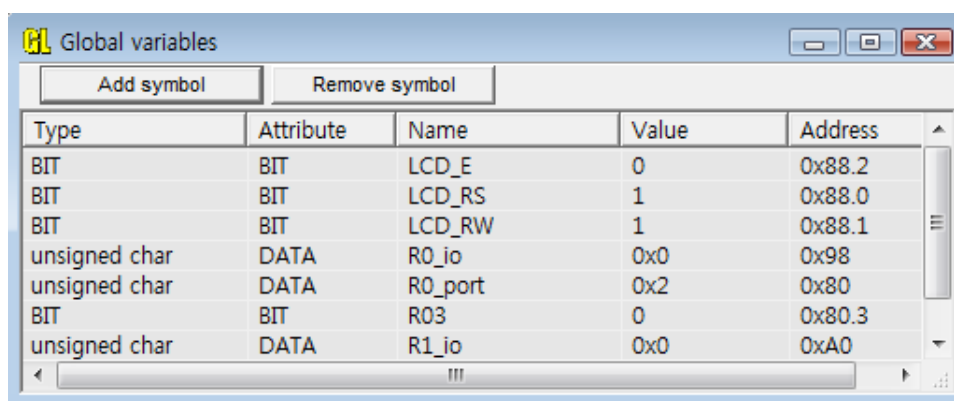 GL Global variables
Add symbol Remove symbol
Type Attribute Name Value Address
BIT BIT LCD_E 0 0x88.2
BIT BIT LCD_RS 1 0x88.0
BIT BIT LCD_RW 1 0x88.1
unsigned char DATA R0_io 0x0 0x98
unsigned char DATA R0_port 0x2 0x80
BIT BIT R03 0 0x80.3
unsigned char DATA R1_io 0x0 0xA0